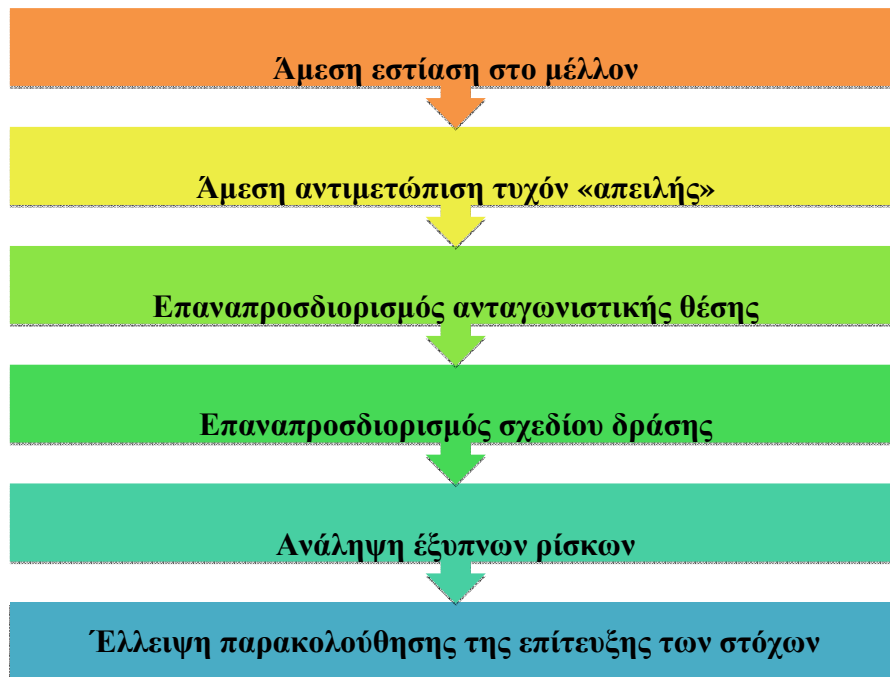 Άμεση εστίαση στο μέλλον
Άμεση αντιμετώπιση τυχόν «απειλής»
Επαναπροσδιορισμός ανταγωνιστικής θέσης
Επαναπροσδιορισμός σχεδίου δράσης
Ανάληψη έξυπνων ρίσκων
Έλλειψη παρακολούθησης της επίτευξης των στόχων